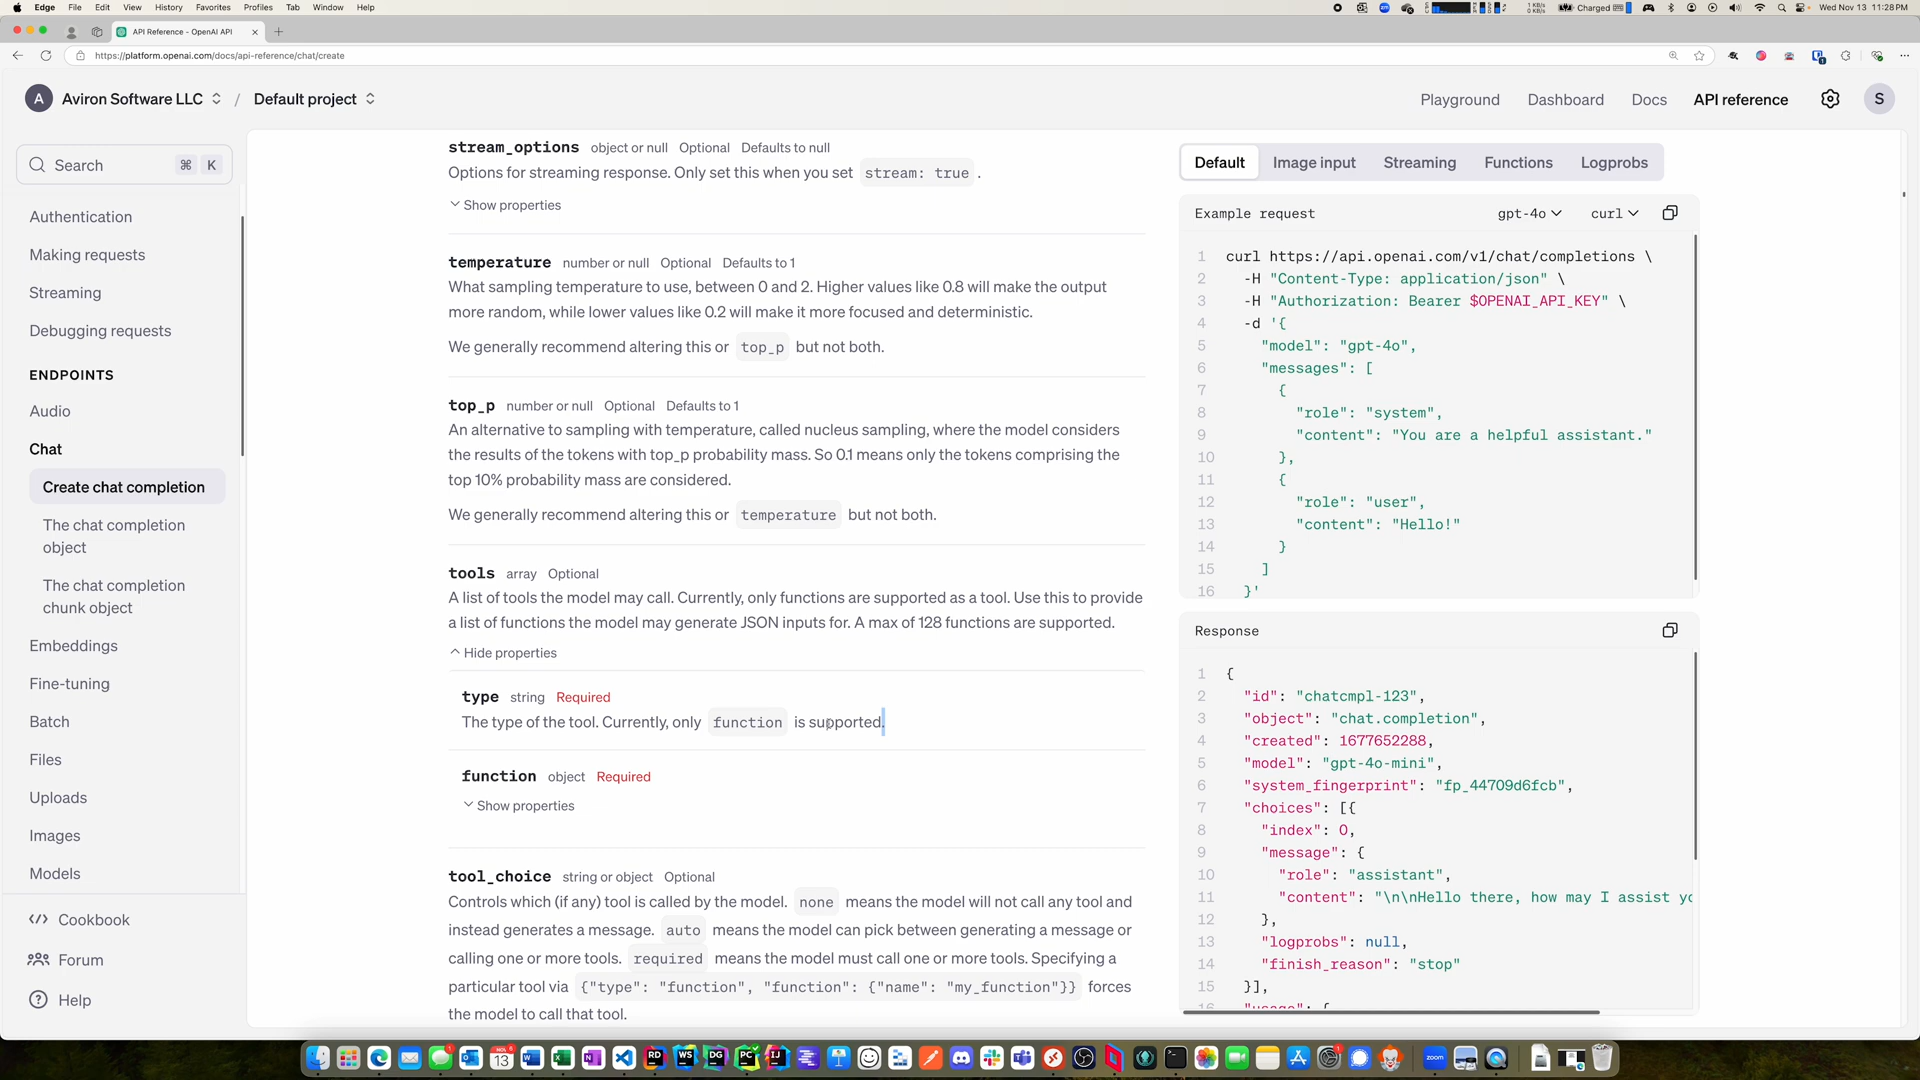 Edge File Edit View History Favorites Profiles Tab Window Help
1 KB/s
0 KB/s
Charged
Wed Nov 13 11:28 PM
API Reference - OpenAI API
https://platform.openai.com/docs/api-reference/chat/create
A Aviron Software LLC / Default project
Playground Dashboard Docs API reference S
Search ⌘ K
Authentication
Making requests
Streaming
Debugging requests
ENDPOINTS
Audio
Chat
Create chat completion
The chat completion
object
The chat completion
chunk object
Embeddings
Fine-tuning
Batch
Files
Uploads
Images
Models
Cookbook
Forum
Help
stream_options object or null Optional Defaults to null
Options for streaming response. Only set this when you set stream: true .
Show properties
temperature number or null Optional Defaults to 1
What sampling temperature to use, between 0 and 2. Higher values like 0.8 will make the output
more random, while lower values like 0.2 will make it more focused and deterministic.
We generally recommend altering this or top_p but not both.
top_p number or null Optional Defaults to 1
An alternative to sampling with temperature, called nucleus sampling, where the model considers
the results of the tokens with top_p probability mass. So 0.1 means only the tokens comprising the
top 10% probability mass are considered.
We generally recommend altering this or temperature but not both.
tools array Optional
A list of tools the model may call. Currently, only functions are supported as a tool. Use this to provide
a list of functions the model may generate JSON inputs for. A max of 128 functions are supported.
Hide properties
type string Required
The type of the tool. Currently, only function is supported.
function object Required
Show properties
tool_choice string or object Optional
Controls which (if any) tool is called by the model. none means the model will not call any tool and
instead generates a message. auto means the model can pick between generating a message or
calling one or more tools. required means the model must call one or more tools. Specifying a
particular tool via {"type": "function", "function": {"name": "my_function"}} forces
the model to call that tool.
Default Image input Streaming Functions Logprobs
Example request gpt-4o curl
1 curl https://api.openai.com/v1/chat/completions \
2 -H "Content-Type: application/json" \
3 -H "Authorization: Bearer $OPENAI_API_KEY" \
4 -d '{
5 "model": "gpt-4o",
6 "messages": [
7 {
8 "role": "system",
9 "content": "You are a helpful assistant."
10 },
11 {
12 "role": "user",
13 "content": "Hello!"
14 }
15 ]
16 }'
Response
1 {
2 "id": "chatcmpl-123",
3 "object": "chat.completion",
4 "created": 1677652288,
5 "model": "gpt-4o-mini",
6 "system_fingerprint": "fp_44709d6fcb",
7 "choices": [{
8 "index": 0,
9 "message": {
10 "role": "assistant",
11 "content": "\n\nHello there, how may I assist yo
12 },
13 "logprobs": null,
14 "finish_reason": "stop"
15 }],
16 "usage": {
NOV 13 RD WS DG PC IJ zoom